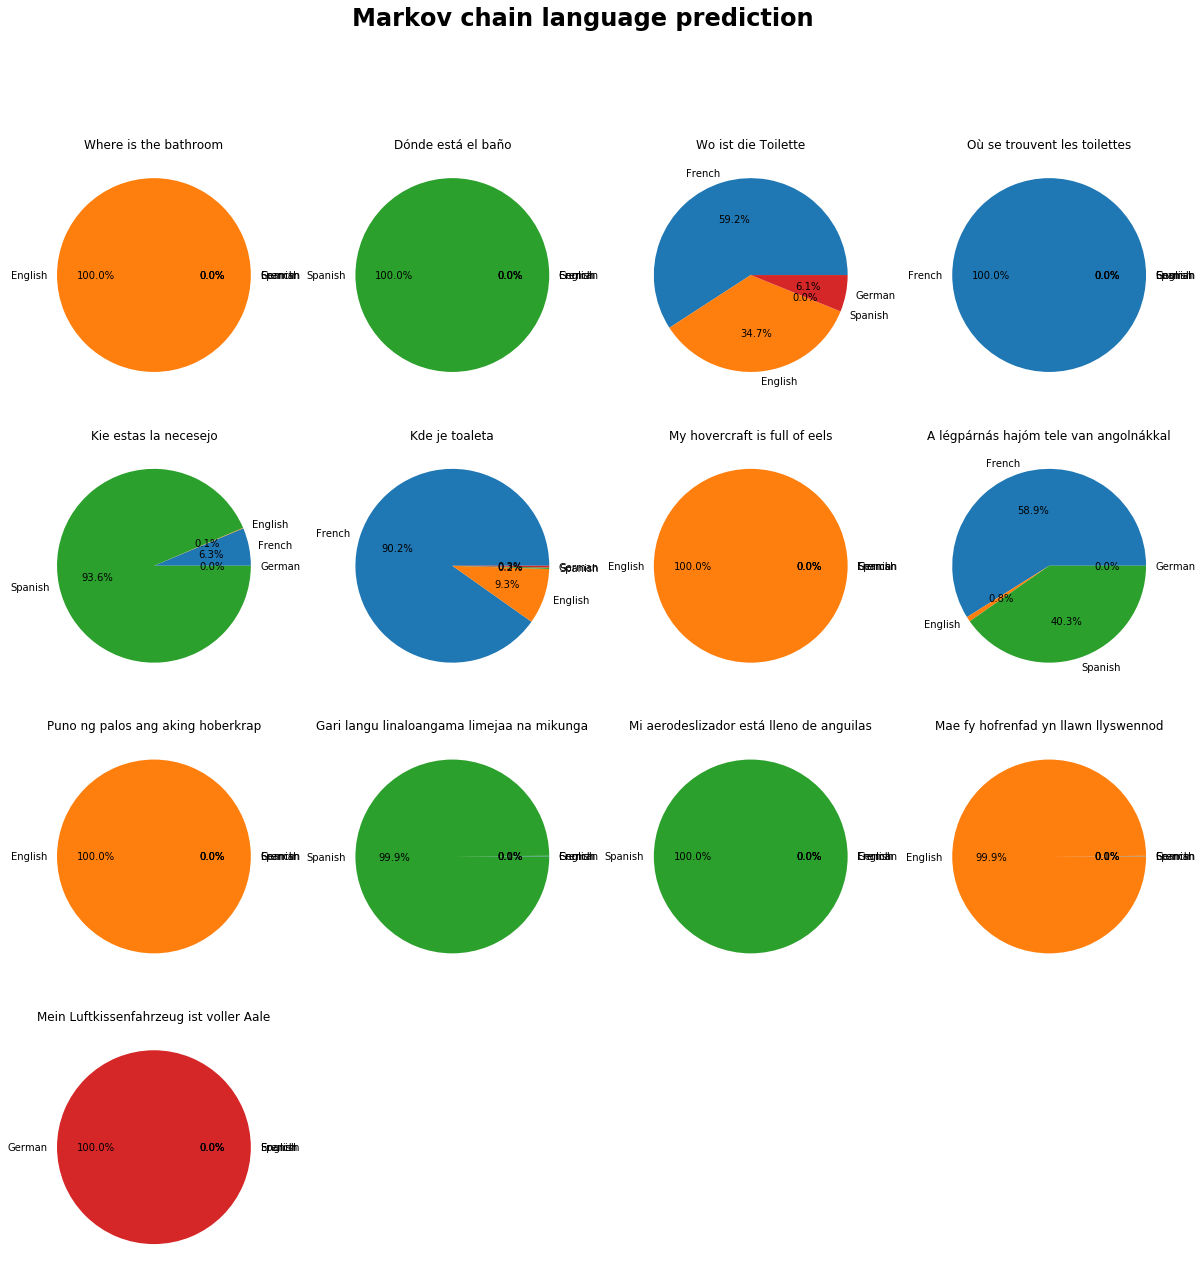 Markov chain language prediction
Where is the bathroom
English
100.0%
0.0%
Dónde está el baño
Spanish
100.0%
0.0%
Wo ist die Toilette
French
59.2%
6.1%
German
0.0%
Spanish
34.7%
English
Où se trouvent les toilettes
French
100.0%
0.0%
Kie estas la necesejo
English
0.1%
French
6.3%
0.0%
German
93.6%
Spanish
Kde je toaleta
French
90.2%
German
Spanish
9.3%
English
My hovercraft is full of eels
English
100.0%
0.0%
A légpárnás hajóm tele van angolnákkal
French
58.9%
0.0%
German
0.8%
English
40.3%
Spanish
Puno ng palos ang aking hoberkrap
English
100.0%
0.0%
Gari langu linaloangama limejaa na mikunga
Spanish
99.9%
Mi aerodeslizador está lleno de anguilas
Spanish
100.0%
0.0%
Mae fy hofrenfad yn llawn llyswennod
English
99.9%
Mein Luftkissenfahrzeug ist voller Aale
German
100.0%
0.0%